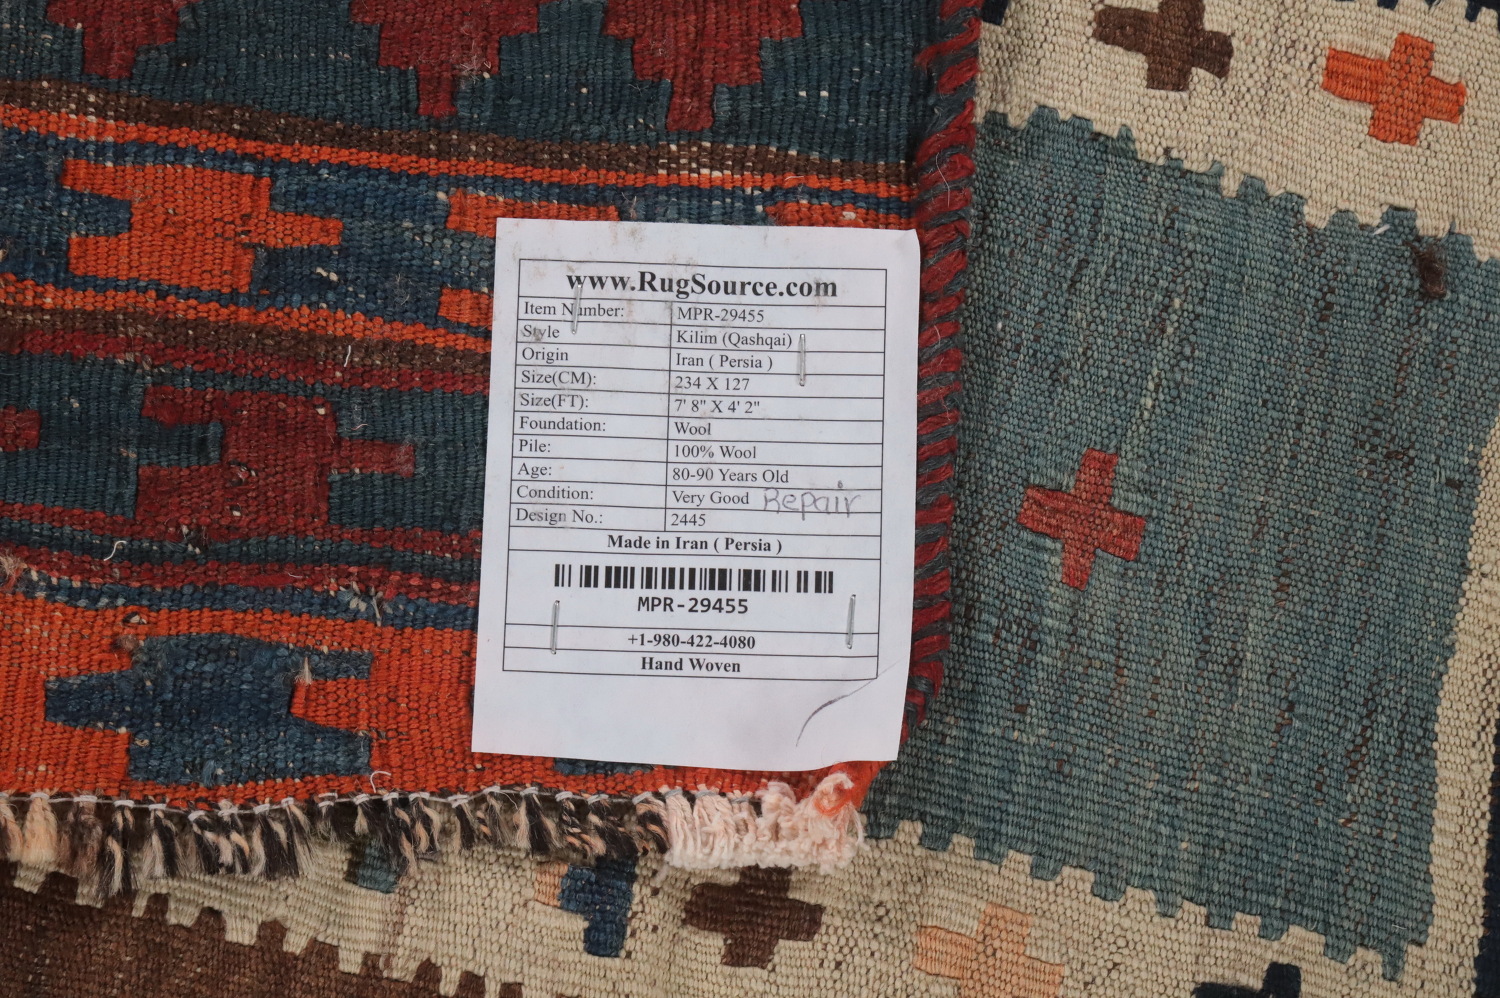 www.RugSource.com
Item Number: MPR-29455
Style Kilim (Qashqai)
Origin Iran ( Persia )
Size(CM): 234 X 127
Size(FT): 7' 8" X 4' 2"
Foundation: Wool
Pile: 100% Wool
Age: 80-90 Years Old
Condition: Very Good Repair
Design No.: 2445
Made in Iran ( Persia )
MPR-29455
+1-980-422-4080
Hand Woven